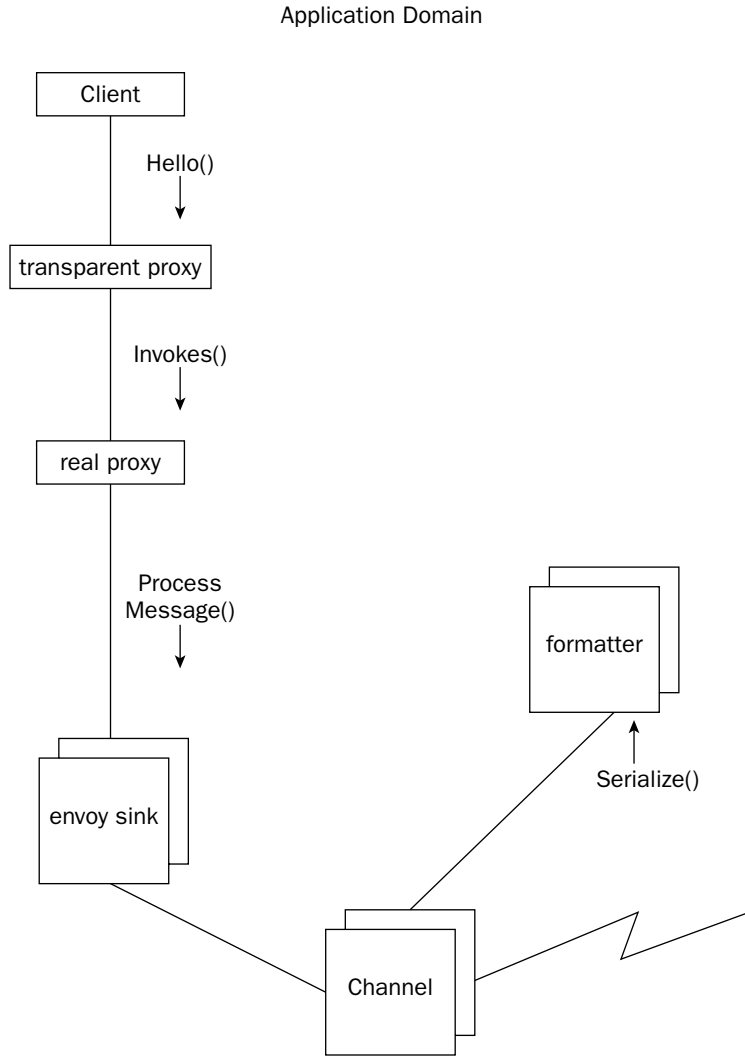 Application Domain
Client
Hello()
transparent proxy
Invokes()
real proxy
Process
Message()
formatter
Serialize()
envoy sink
Channel